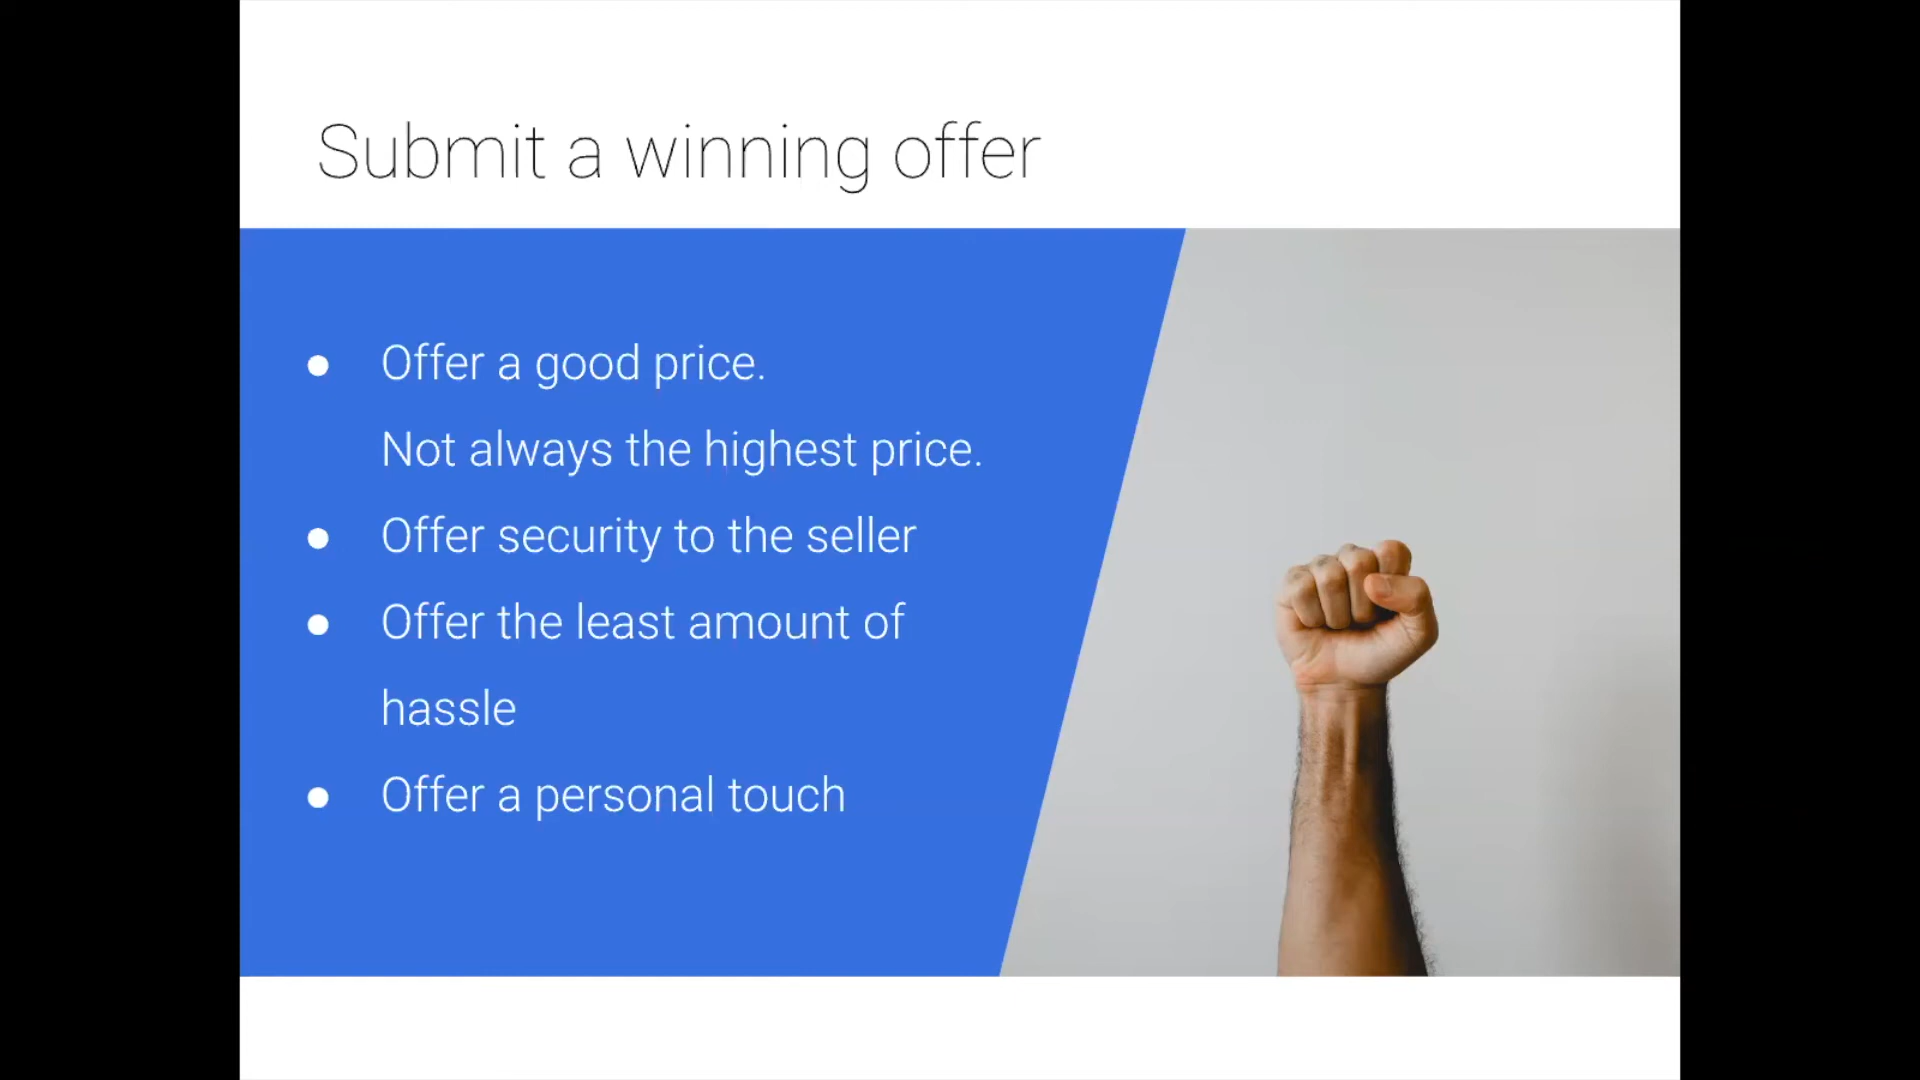 Submit a winning offer
● Offer a good price.
Not always the highest price.
● Offer security to the seller
● Offer the least amount of
hassle
● Offer a personal touch